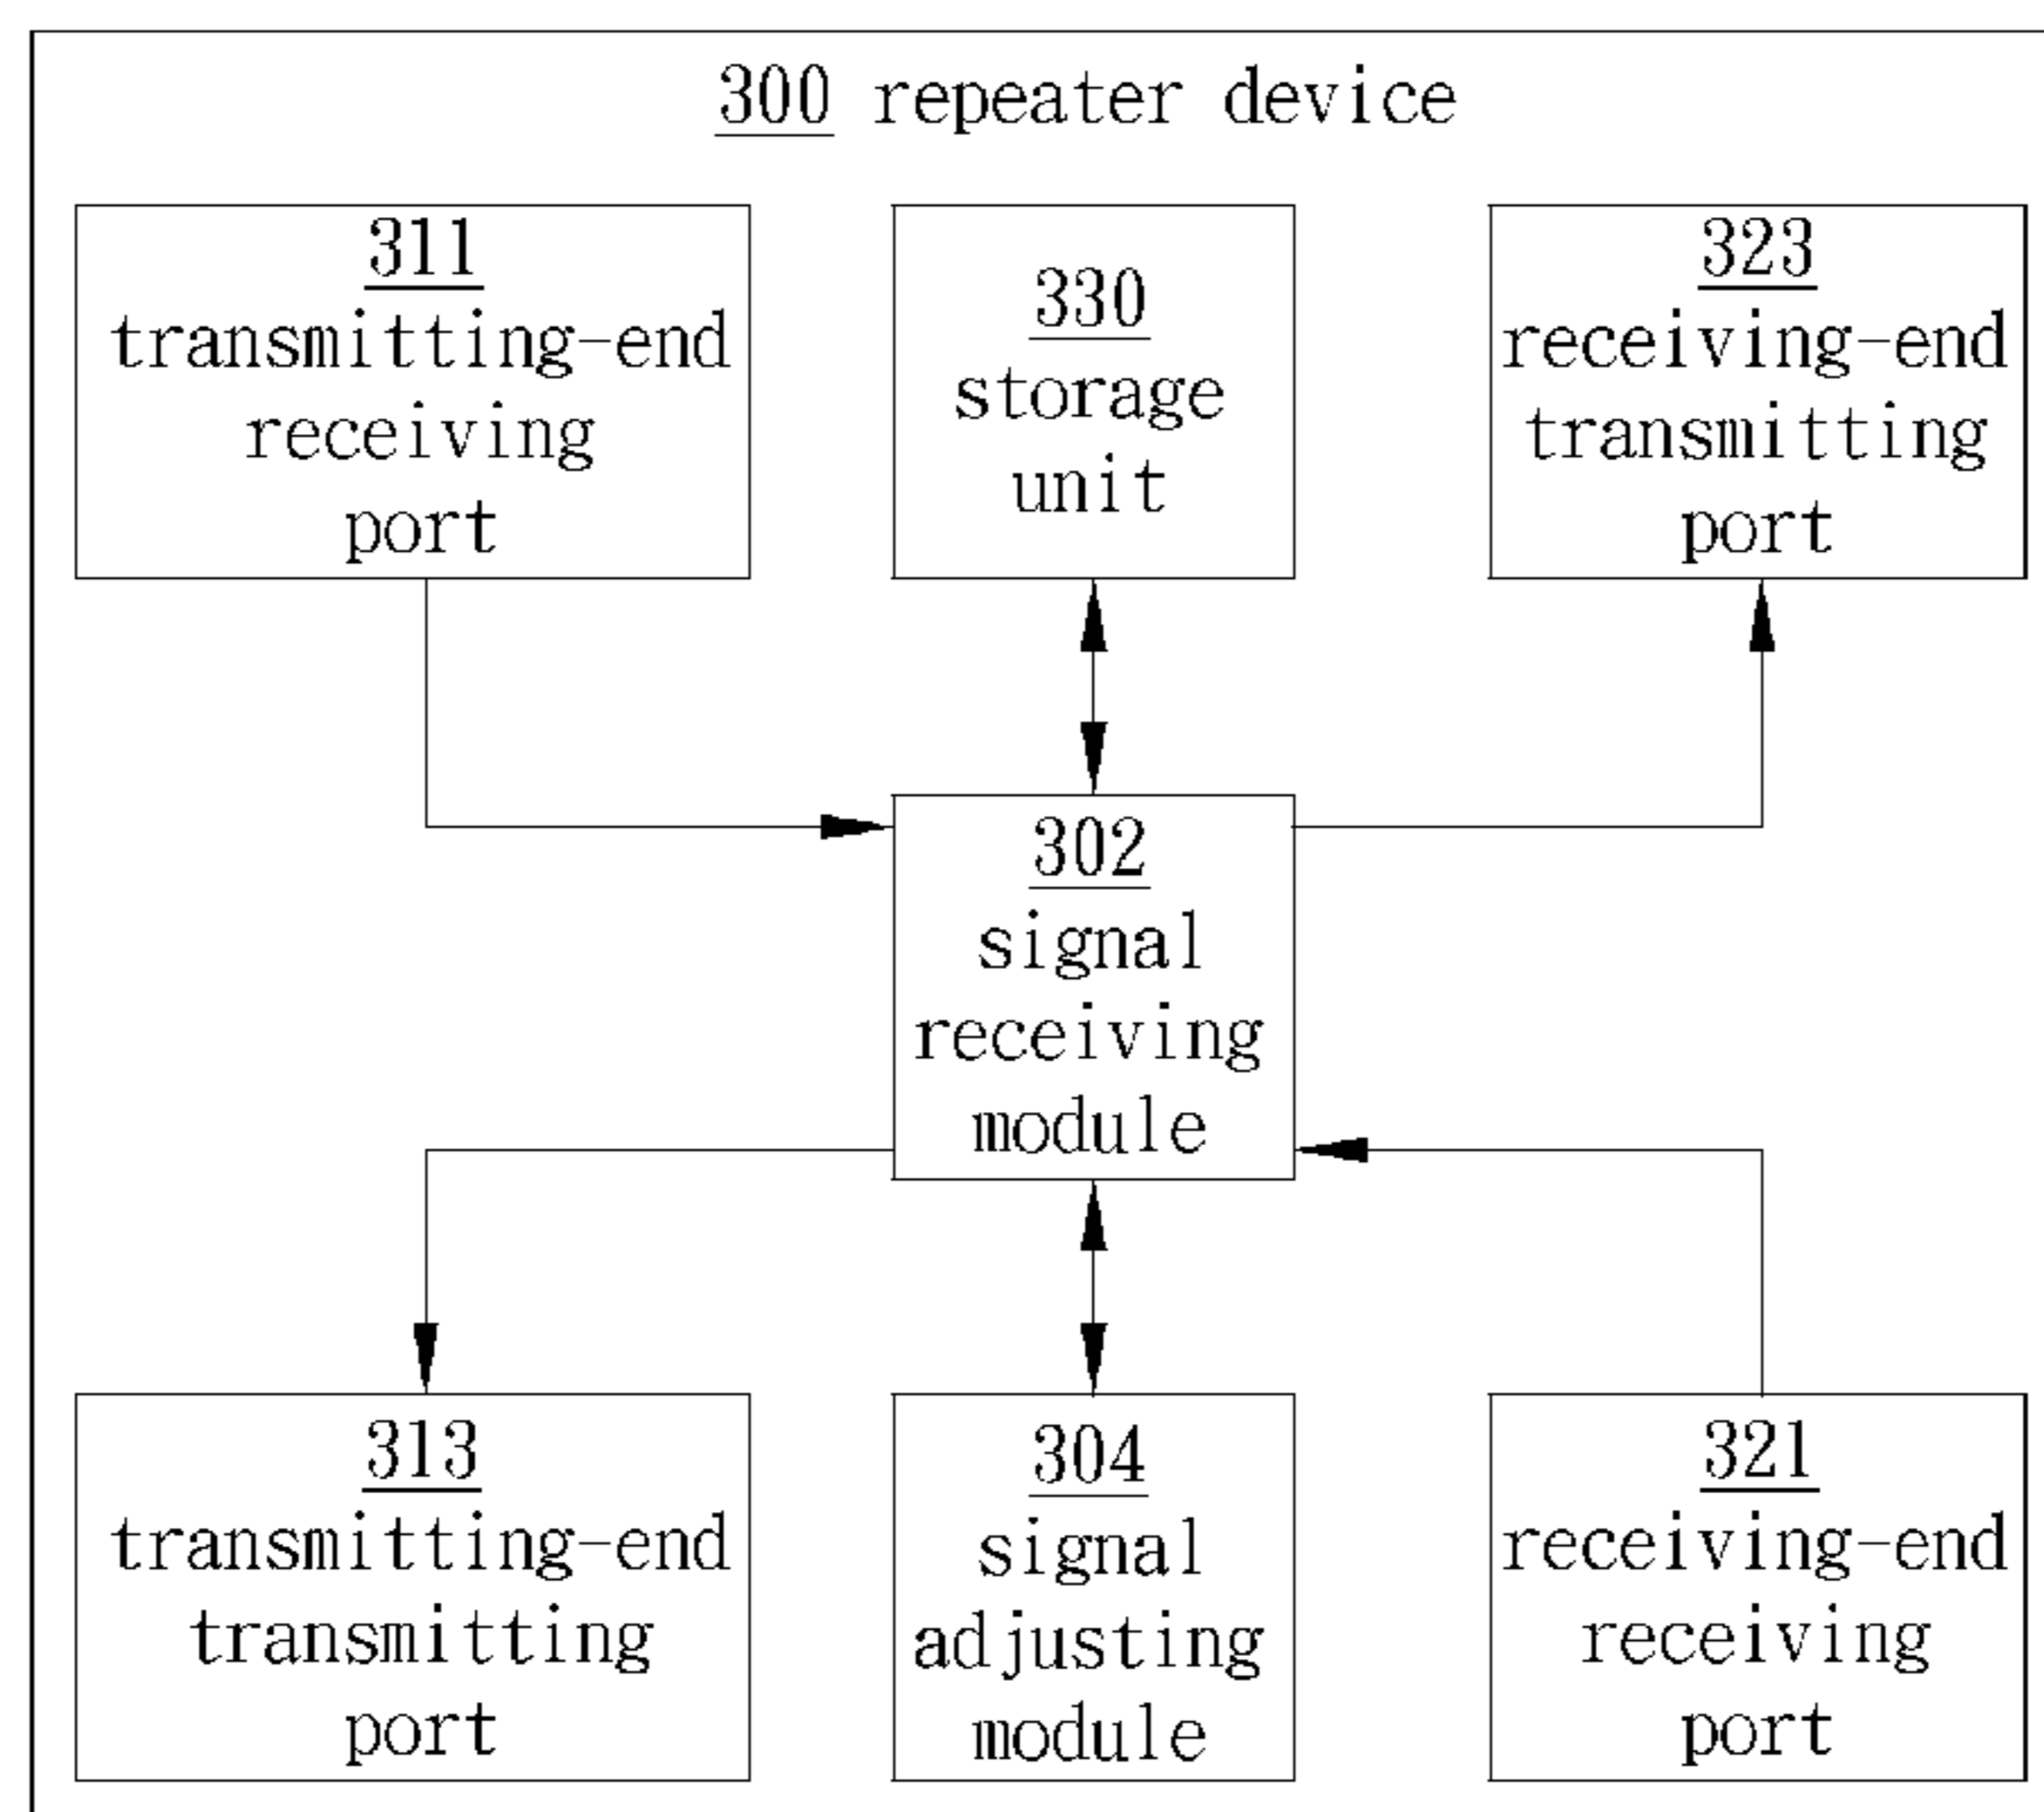 300 repeater device
311
transmitting-end
receiving
port
330
storage
unit
323
receiving-end
transmitting
port
302
signal
receiving
module
313
transmitting-end
transmitting
port
304
signal
adjusting
module
321
receiving-end
receiving
port